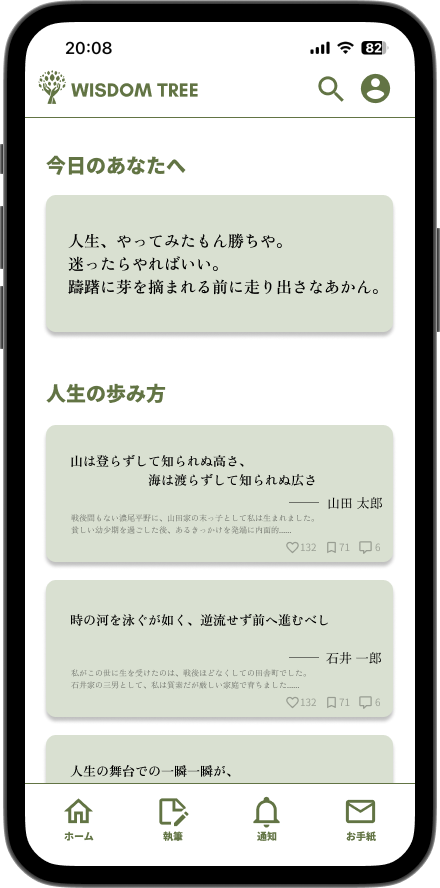 20:08
82
WISDOM TREE
今日のあなたへ
人生、やってみたもん勝ちや。
迷ったらやればいい。
躊躇に芽を摘まれる前に走り出さなあかん。
人生の歩み方
山は登らずして知られぬ高さ、
海は渡らずして知られぬ広さ
—— 山田 太郎
戦後間もない濃尾平野に、山田家の末っ子として私は生まれました。
貧しい幼少期を過ごした後、あるきっかけを発端に内面的……
132 71 6
時の河を泳ぐが如く、逆流せず前へ進むべし
—— 石井 一郎
私がこの世に生を受けたのは、戦後ほどなくしての田舎町でした。
石井家の三男として、私は質素だが厳しい家庭で育ちました……
132 71 6
人生の舞台での一瞬一瞬が、
ホーム 執筆 通知 お手紙